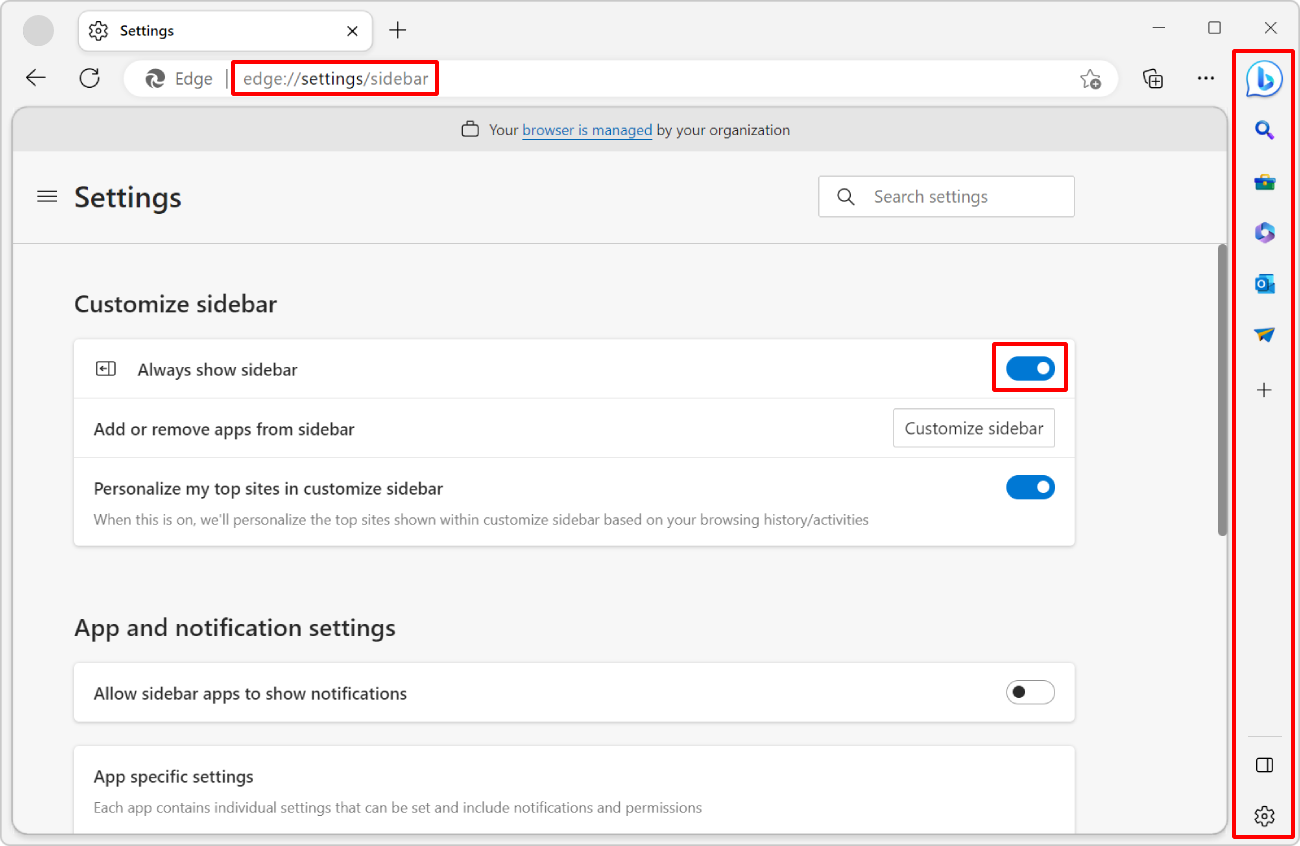 Settings
Edge | edge://settings/sidebar
Your browser is managed by your organization
Settings
Search settings
Customize sidebar
Always show sidebar
Add or remove apps from sidebar
Customize sidebar
Personalize my top sites in customize sidebar
When this is on, we'll personalize the top sites shown within customize sidebar based on your browsing history/activities
App and notification settings
Allow sidebar apps to show notifications
App specific settings
Each app contains individual settings that can be set and include notifications and permissions